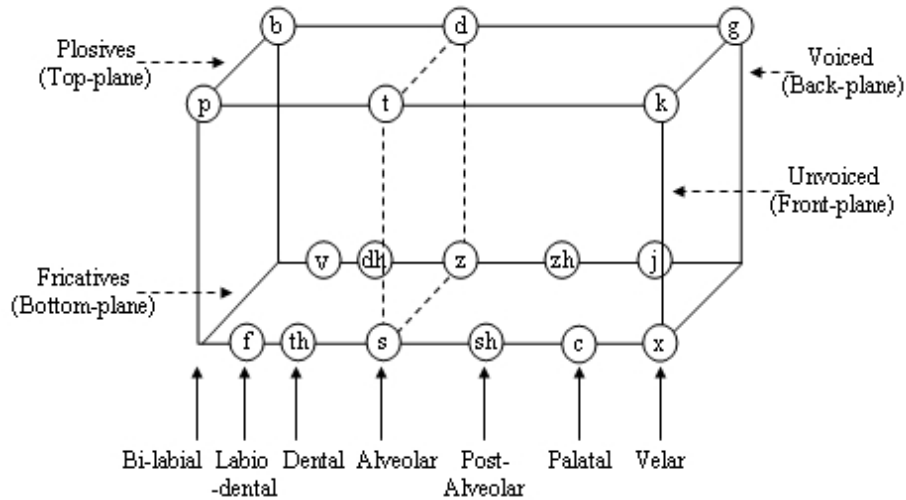 b
d
g
Plosives
(Top-plane)
Voiced
(Back-plane)
p
t
k
Unvoiced
(Front-plane)
v
dh
z
zh
j
Fricatives
(Bottom-plane)
f
th
s
sh
c
x
Bi-labial
Labio
-dental
Dental
Alveolar
Post-
Alveolar
Palatal
Velar